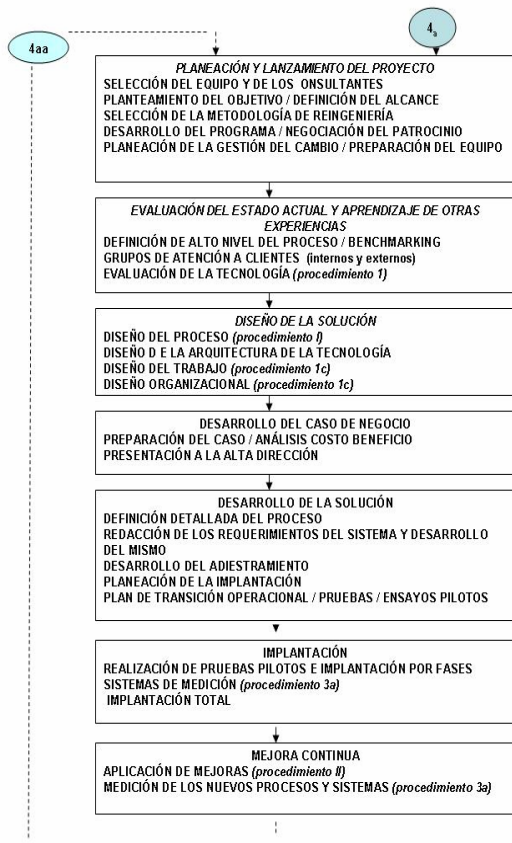 4aa
4a
PLANEACIÓN Y LANZAMIENTO DEL PROYECTO
SELECCIÓN DEL EQUIPO Y DE LOS ONSULTANTES
PLANTEAMIENTO DEL OBJETIVO / DEFINICIÓN DEL ALCANCE
SELECCIÓN DE LA METODOLOGÍA DE REINGENIERÍA
DESARROLLO DEL PROGRAMA / NEGOCIACIÓN DEL PATROCINIO
PLANEACIÓN DE LA GESTIÓN DEL CAMBIO / PREPARACIÓN DEL EQUIPO
EVALUACIÓN DEL ESTADO ACTUAL Y APRENDIZAJE DE OTRAS
EXPERIENCIAS
DEFINICIÓN DE ALTO NIVEL DEL PROCESO / BENCHMARKING
GRUPOS DE ATENCIÓN A CLIENTES (internos y externos)
EVALUACIÓN DE LA TECNOLOGÍA (procedimiento 1)
DISEÑO DE LA SOLUCIÓN
DISEÑO DEL PROCESO (procedimiento I)
DISEÑO D E LA ARQUITECTURA DE LA TECNOLOGÍA
DISEÑO DEL TRABAJO (procedimiento 1c)
DISEÑO ORGANIZACIONAL (procedimiento 1c)
DESARROLLO DEL CASO DE NEGOCIO
PREPARACIÓN DEL CASO / ANÁLISIS COSTO BENEFICIO
PRESENTACIÓN A LA ALTA DIRECCIÓN
DESARROLLO DE LA SOLUCIÓN
DEFINICIÓN DETALLADA DEL PROCESO
REDACCIÓN DE LOS REQUERIMIENTOS DEL SISTEMA Y DESARROLLO
DEL MISMO
DESARROLLO DEL ADIESTRAMIENTO
PLANEACIÓN DE LA IMPLANTACIÓN
PLAN DE TRANSICIÓN OPERACIONAL / PRUEBAS / ENSAYOS PILOTOS
IMPLANTACIÓN
REALIZACIÓN DE PRUEBAS PILOTOS E IMPLANTACIÓN POR FASES
SISTEMAS DE MEDICIÓN (procedimiento 3a)
IMPLANTACIÓN TOTAL
MEJORA CONTINUA
APLICACIÓN DE MEJORAS (procedimiento II)
MEDICIÓN DE LOS NUEVOS PROCESOS Y SISTEMAS (procedimiento 3a)